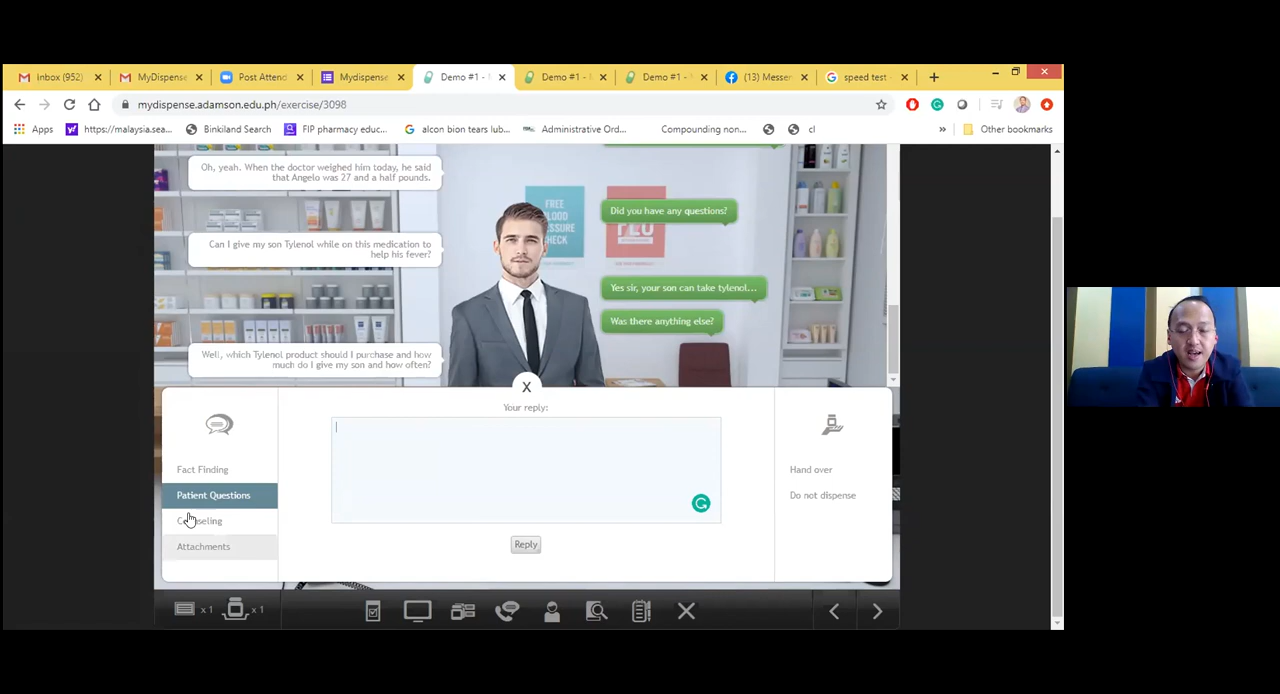 Inbox (952)
MyDispense
Post Attend
Mydispense
Demo #1 -
Demo #1 -
Demo #1 -
(13) Messen
speed test -
mydispense.adamson.edu.ph/exercise/3098
Apps
https://malaysia.sea...
Binkiland Search
FIP pharmacy educ...
alcon bion tears lub...
Administrative Ord...
Compounding non...
cl
»
Other bookmarks
Oh, yeah. When the doctor weighed him today, he said
that Angelo was 27 and a half pounds.
FREE
BLOOD
PRESSURE
CHECK
Did you have any questions?
FLU
Can I give my son Tylenol while on this medication to
help his fever?
Yes sir, your son can take tylenol...
Was there anything else?
Well, which Tylenol product should I purchase and how
much do I give my son and how often?
X
Your reply:
Fact Finding
Patient Questions
Counseling
Attachments
Reply
Hand over
Do not dispense
x 1
x 1